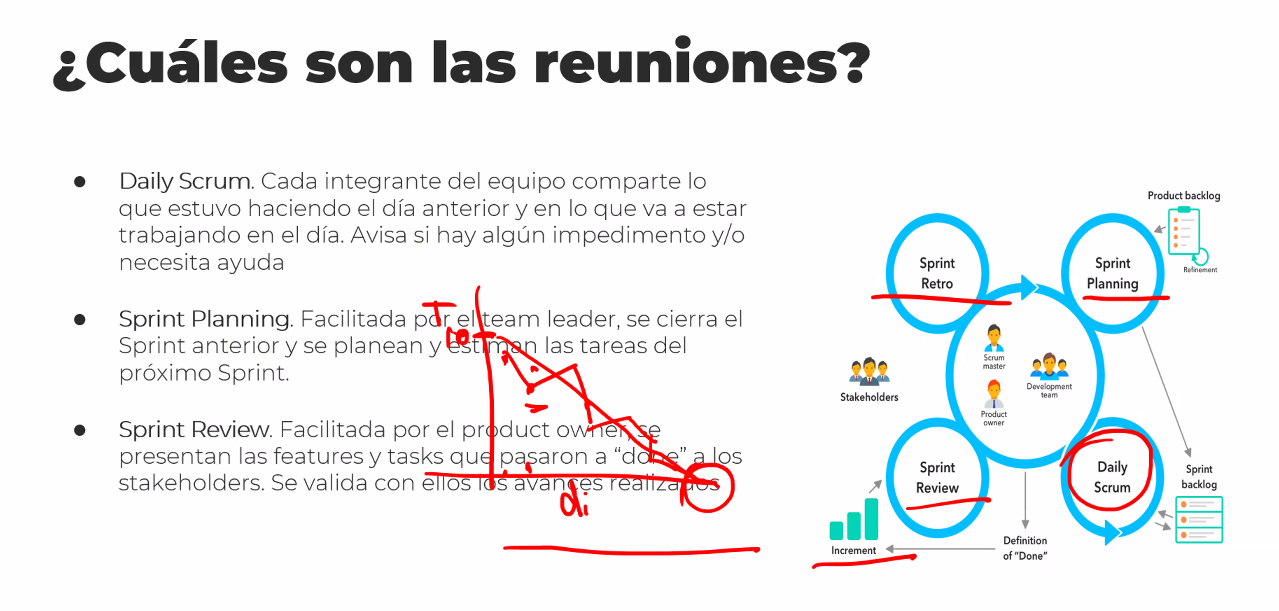 ¿Cuáles son las reuniones?
● Daily Scrum. Cada integrante del equipo comparte lo
que estuvo haciendo el día anterior y en lo que va a estar
trabajando en el día. Avisa si hay algún impedimento y/o
necesita ayuda
● Sprint Planning. Facilitada por el team leader, se cierra el
Sprint anterior y se planean y estiman las tareas del
próximo Sprint.
● Sprint Review. Facilitada por el product owner, se
presentan las features y tasks que pasaron a “done” a los
stakeholders. Se valida con ellos los avances realizados
T
di
Product backlog
Refinement
Sprint
Retro
Sprint
Planning
Scrum
master
Development
team
Product
owner
Stakeholders
Sprint
Review
Daily
Scrum
Sprint
backlog
Increment
Definition
of “Done”